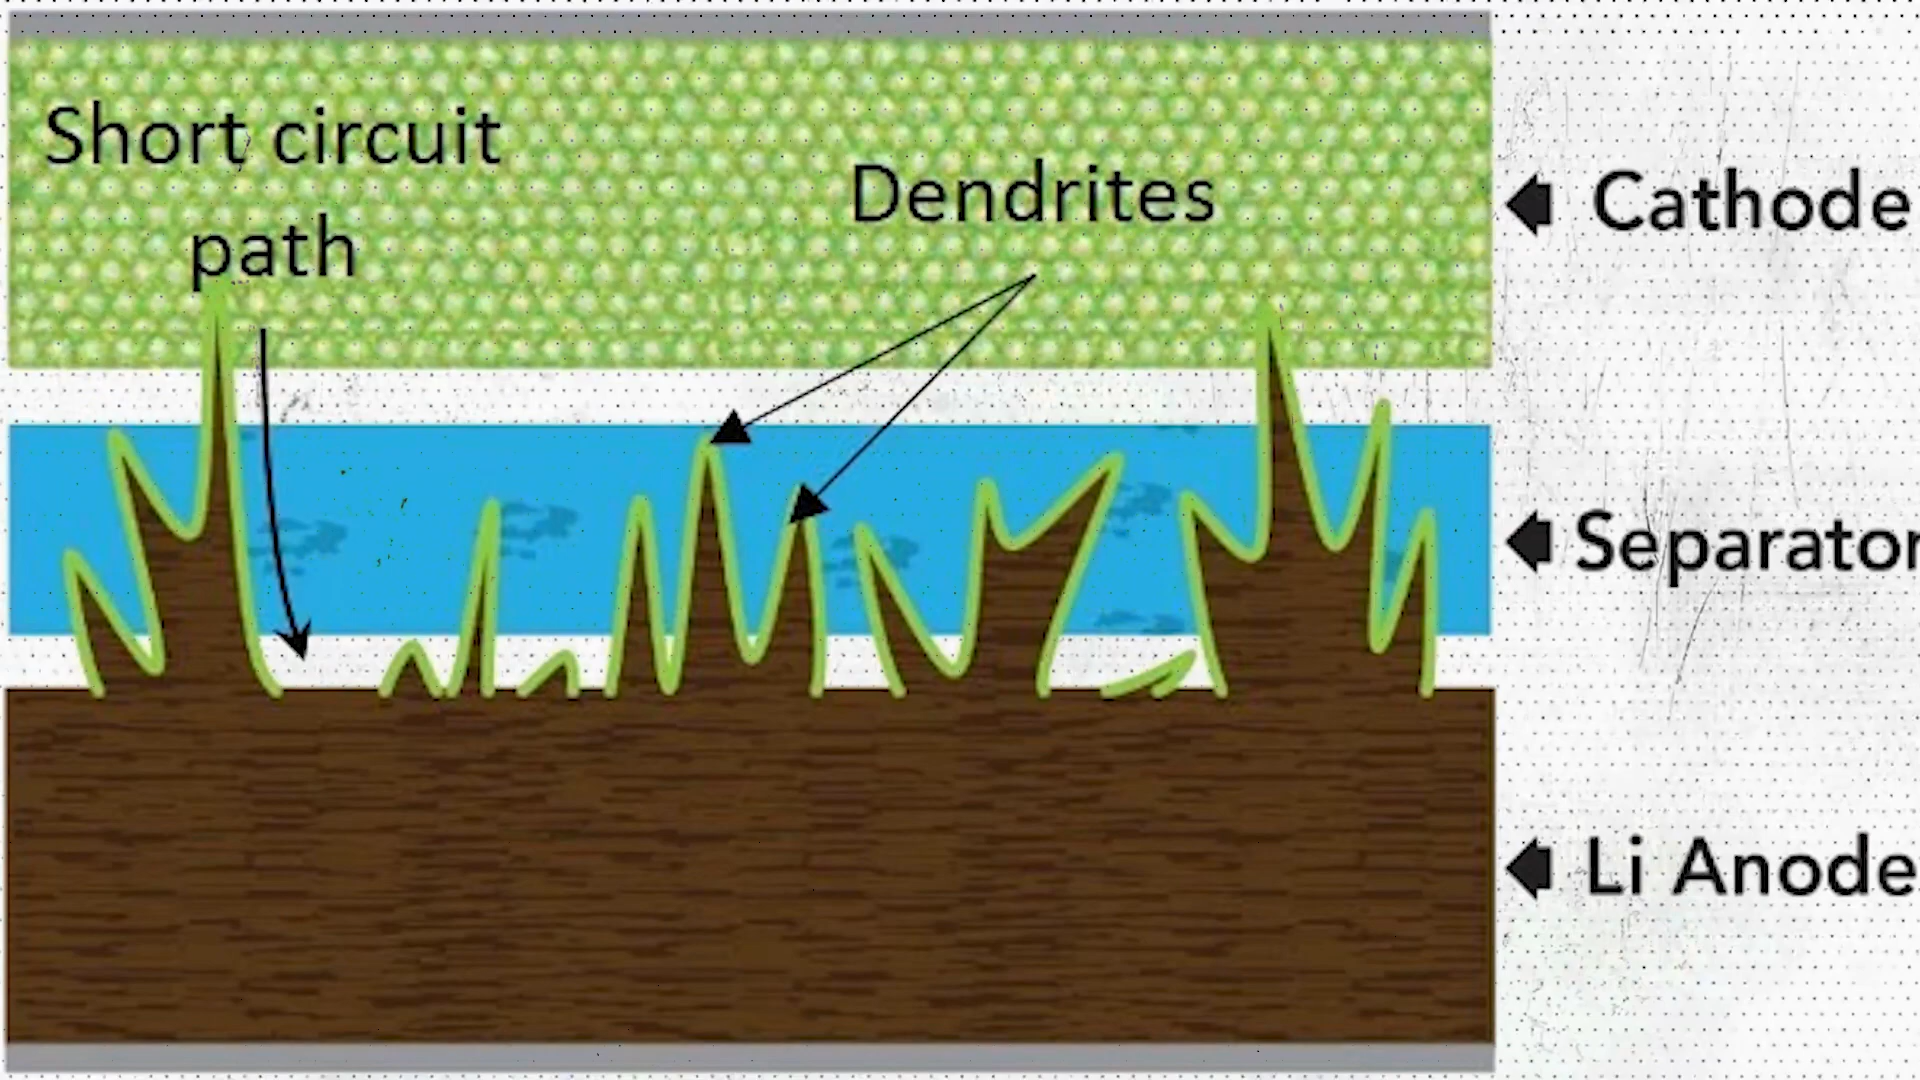 Short circuit
path
Dendrites
Cathode
Separator
Li Anode